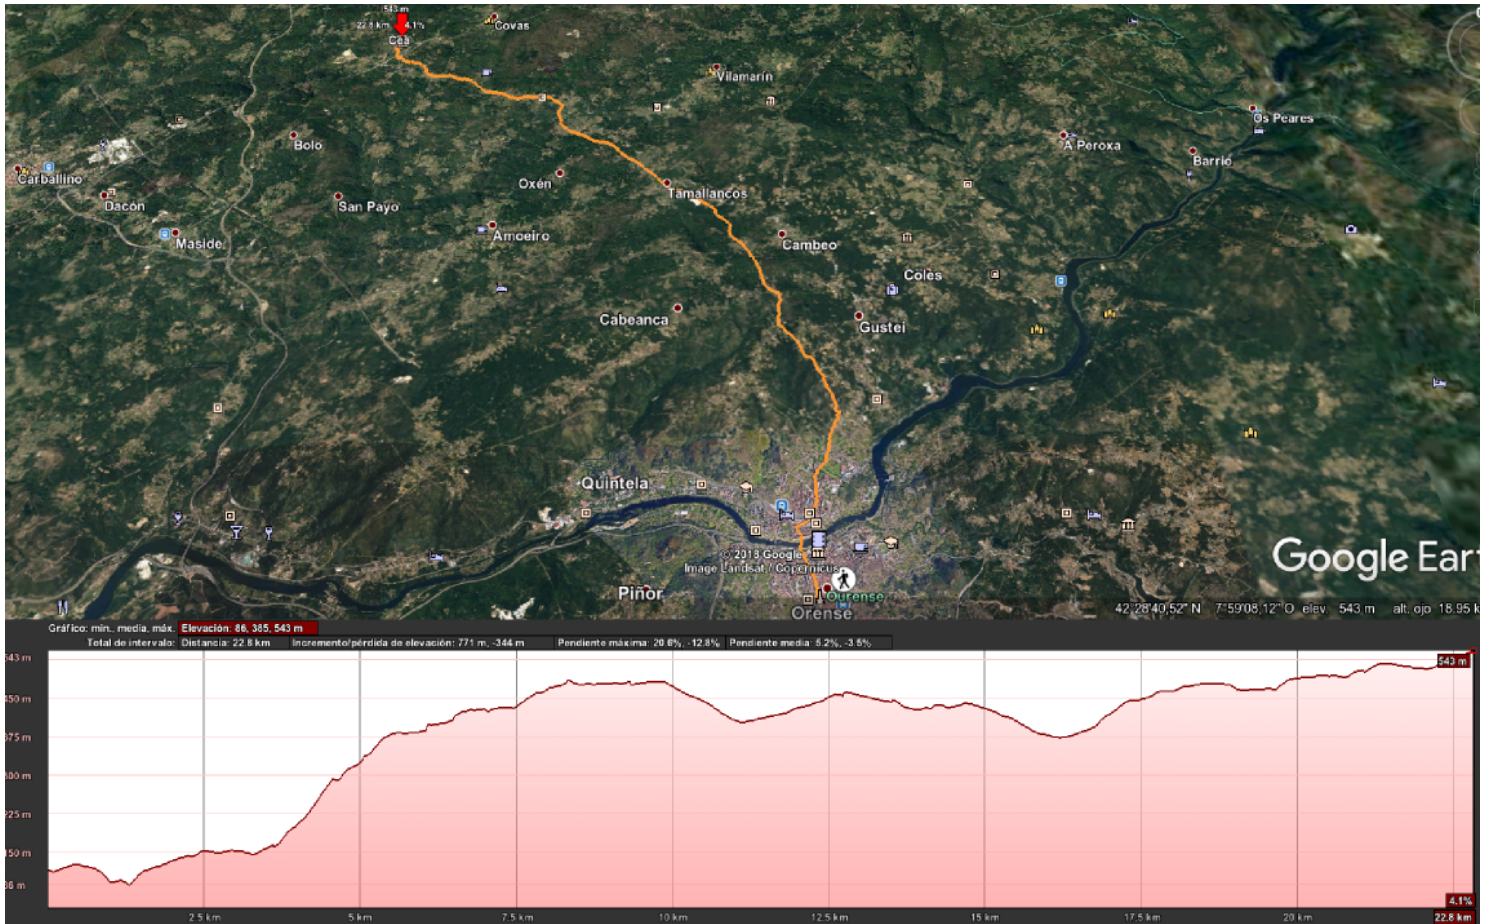 543 m
22.8 km 4.1%
Cea
Covas
Vilamarín
Os Peares
Bolo
A Peroxa
Barrio
Carballino
Oxén
Tamallancos
Dacón
San Payo
Maside
Amoeiro
Cambeo
Coles
Cabeanca
Gustei
Quintela
© 2018 Google
Image Landsat / Copernicus
Google Ear
Piñor
Ourense
Orense
42°28'40,52" N 7°59'08,12" O elev. 543 m alt. ojo 18.95 k
Gráfico: min., media, máx. Elevación: 86, 385, 543 m
Total de intervalo: Distancia: 22.8 km Incremento/pérdida de elevación: 771 m, -344 m Pendiente máxima: 20.6%, -12.8% Pendiente media: 5.2%, -3.5%
543 m
543 m
450 m
375 m
300 m
225 m
150 m
86 m
4.1%
2.5 km 5 km 7.5 km 10 km 12.5 km 15 km 17.5 km 20 km 22.8 km